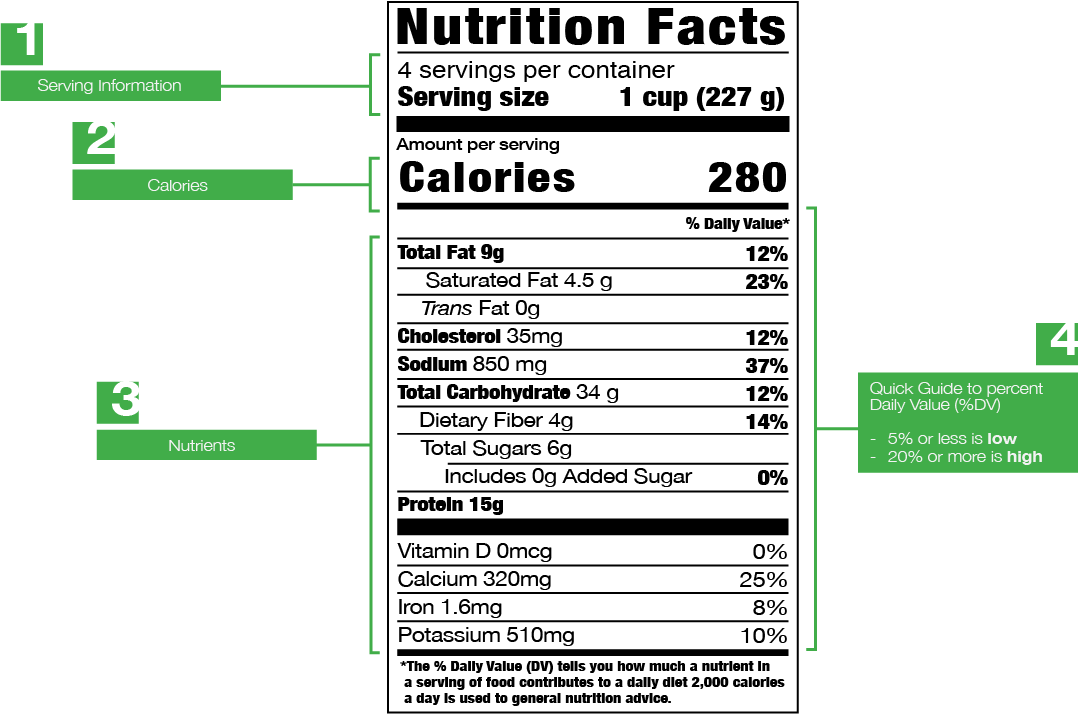 1
Serving Information
2
Calories
3
Nutrients
Nutrition Facts
4 servings per container
Serving size 1 cup (227 g)
Amount per serving
Calories 280
% Daily Value*
Total Fat 9g 12%
Saturated Fat 4.5 g 23%
Trans Fat 0g
Cholesterol 35mg 12%
Sodium 850 mg 37%
Total Carbohydrate 34 g 12%
Dietary Fiber 4g 14%
Total Sugars 6g
Includes 0g Added Sugar 0%
Protein 15g
Vitamin D 0mcg 0%
Calcium 320mg 25%
Iron 1.6mg 8%
Potassium 510mg 10%
*The % Daily Value (DV) tells you how much a nutrient in
a serving of food contributes to a daily diet 2,000 calories
a day is used to general nutrition advice.
4
Quick Guide to percent
Daily Value (%DV)
- 5% or less is low
- 20% or more is high